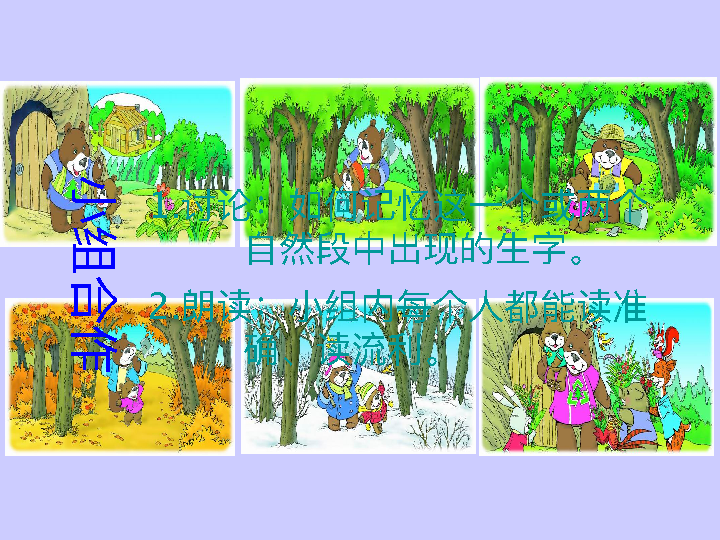 小组合作
1.讨论：如何记忆这一个或两个
自然段中出现的生字。
2.朗读：小组内每个人都能读准
确、读流利。